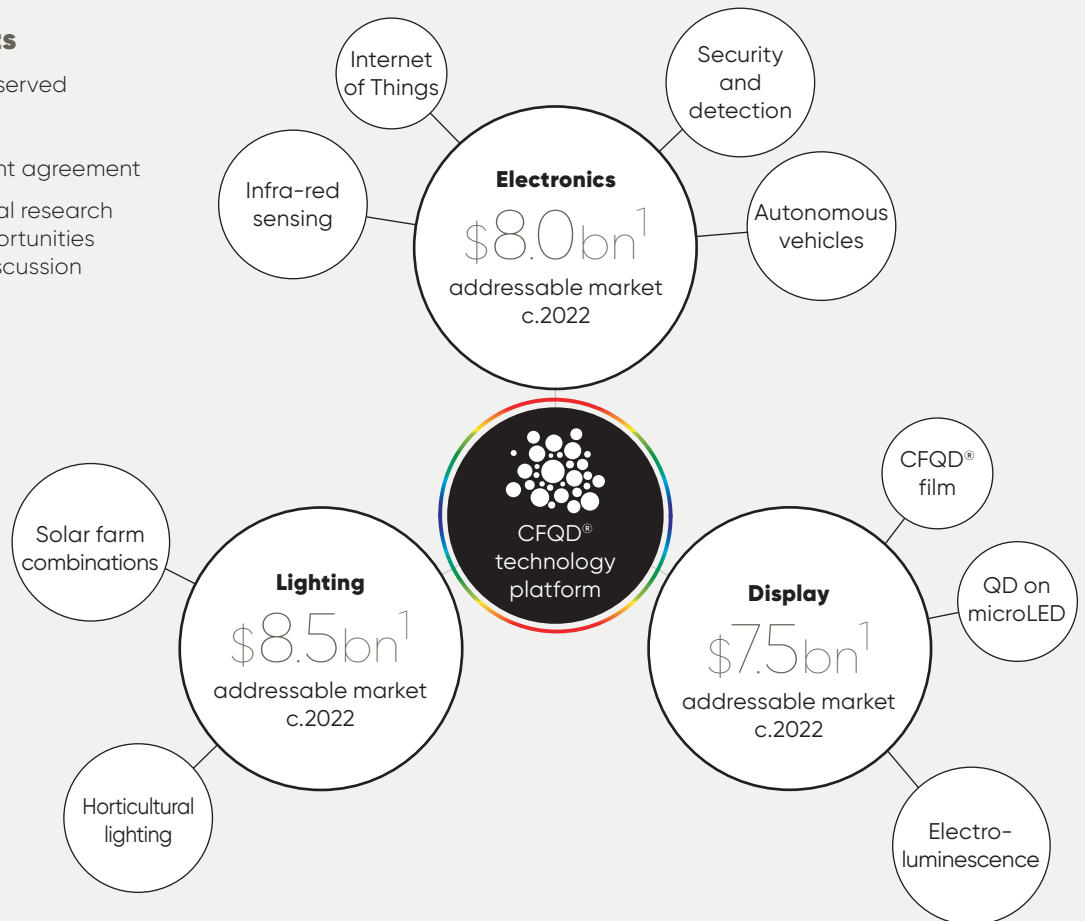 served
nt agreement
al research
ortunities
scussion
Internet
of Things
Security
and
detection
Infra-red
sensing
Electronics
$8.0bn¹
addressable market
c.2022
Autonomous
vehicles
CFQD®
technology
platform
Solar farm
combinations
Lighting
$8.5bn¹
addressable market
c.2022
Horticultural
lighting
CFQD®
film
Display
$7.5bn¹
addressable market
c.2022
QD on
microLED
Electro-
luminescence